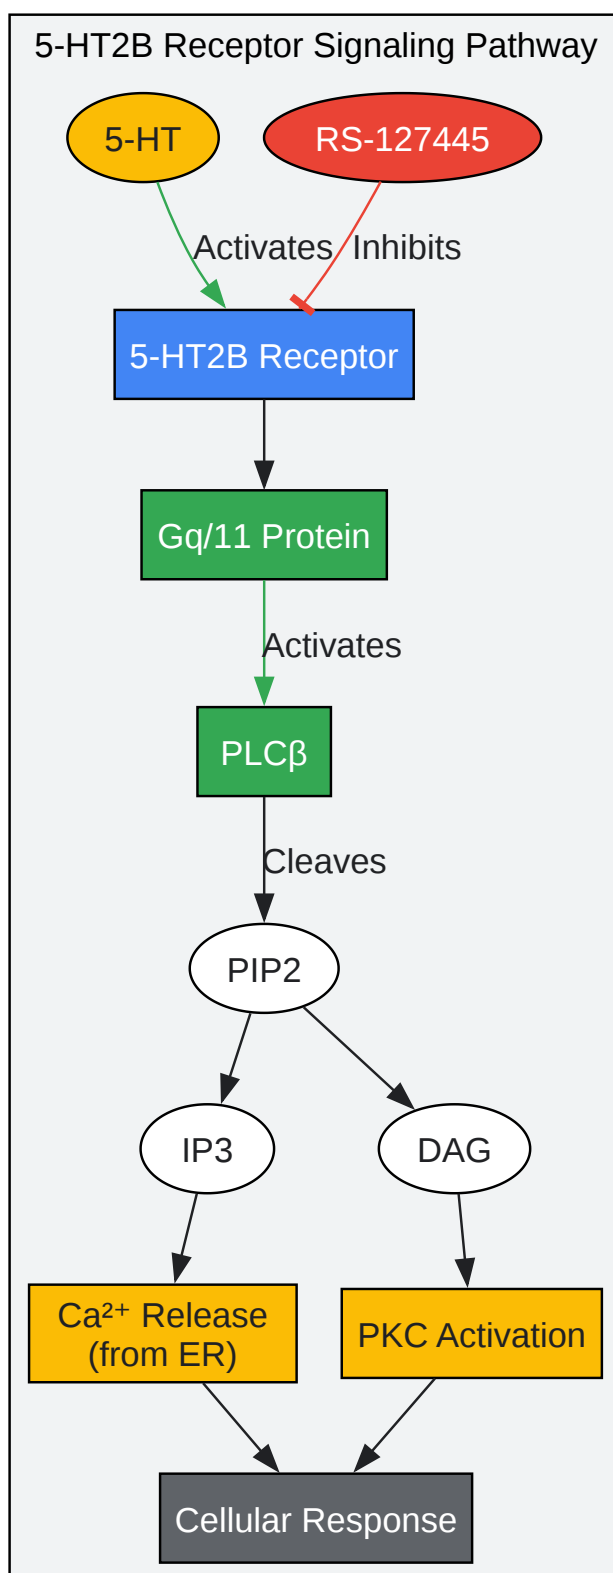 5-HT2B Receptor Signaling Pathway
5-HT
RS-127445
Activates
Inhibits
5-HT2B Receptor
Gq/11 Protein
Activates
PLCβ
Cleaves
PIP2
IP3
DAG
Ca²⁺ Release
(from ER)
PKC Activation
Cellular Response